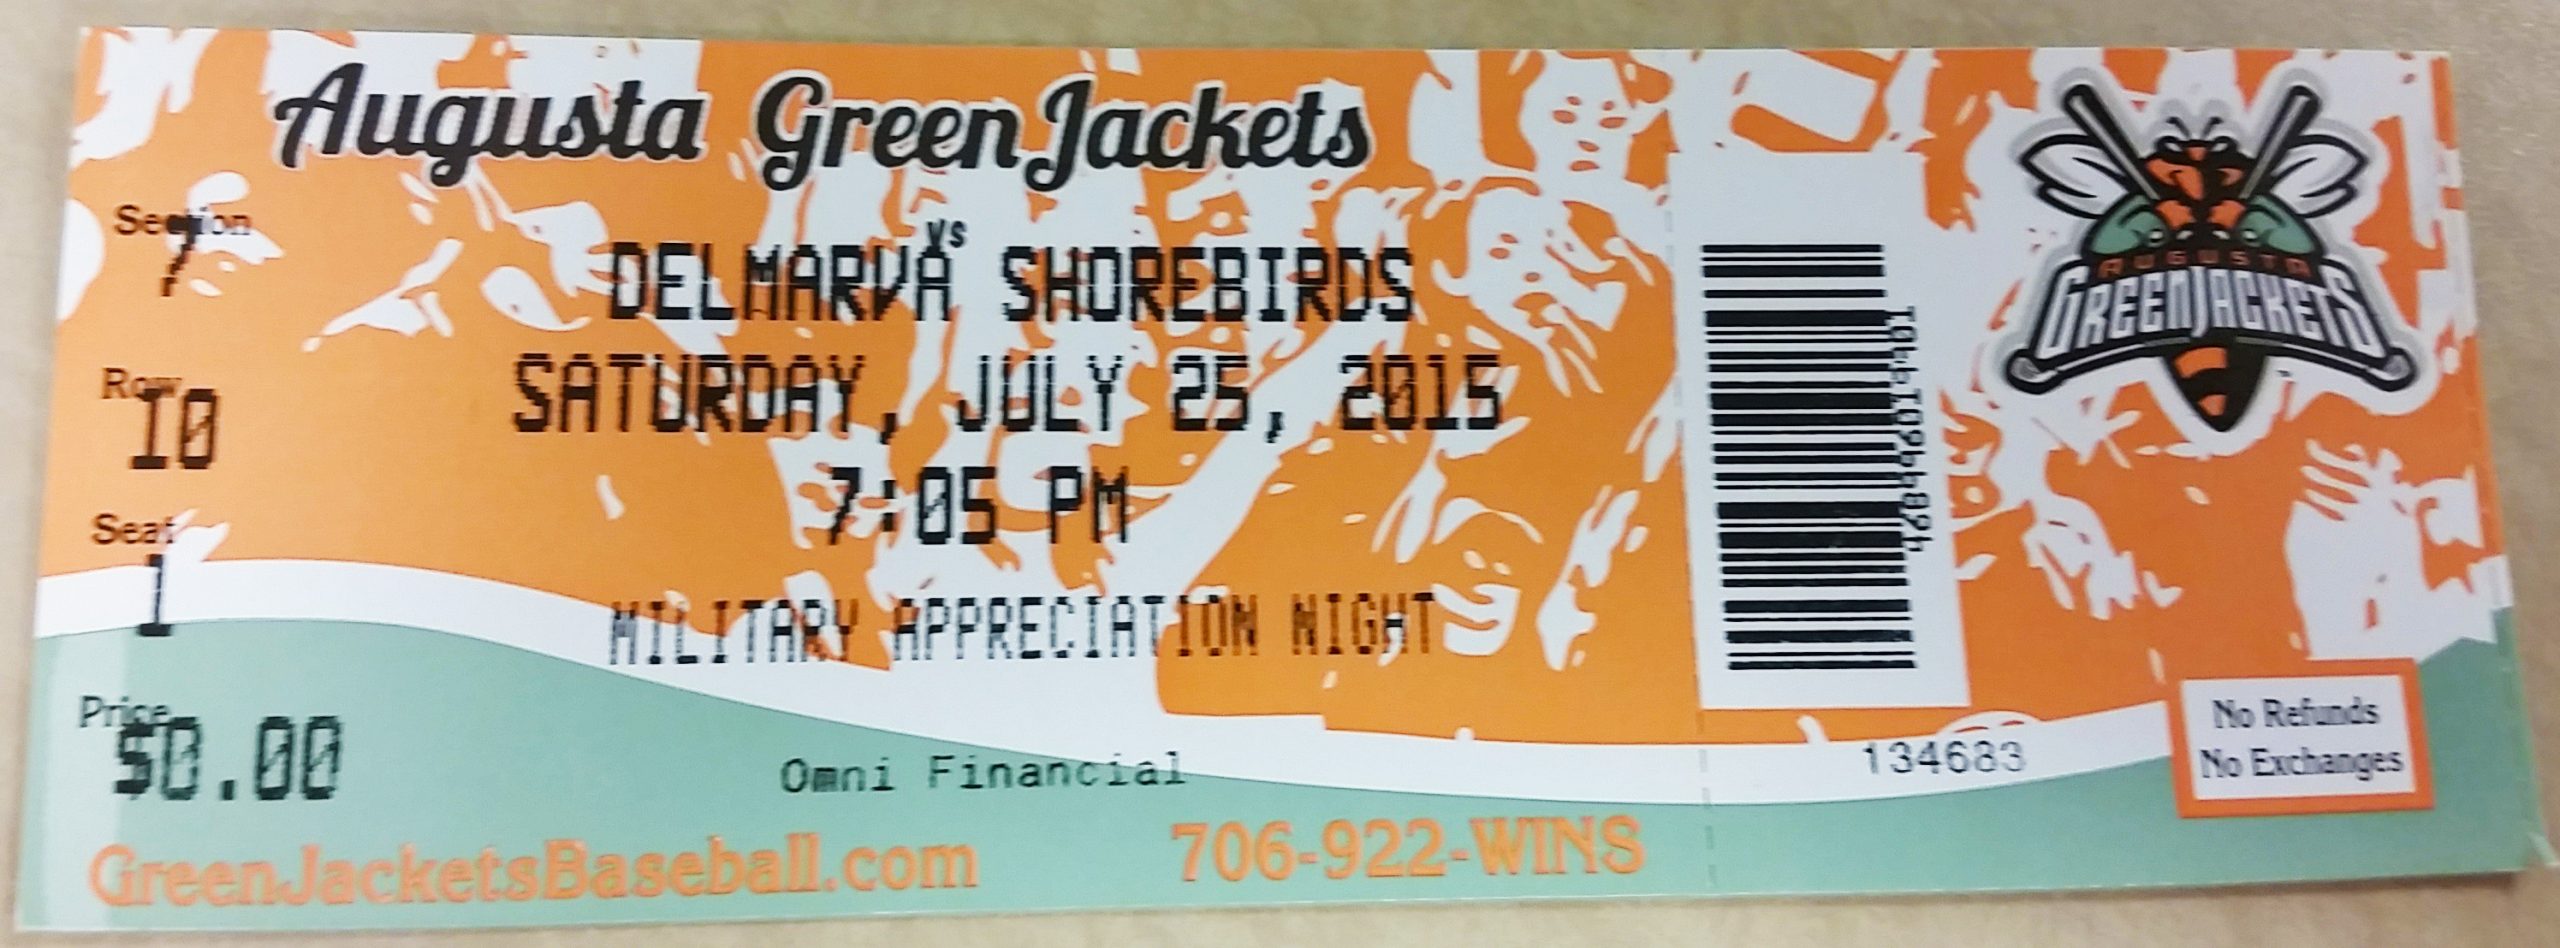 Augusta GreenJackets
vs
DELMARVA SHOREBIRDS
SATURDAY, JULY 25, 2015
7:05 PM
MILITARY APPRECIATION NIGHT
Section
7
Row
10
Seat
1
Price
$0.00
Omni Financial
GreenJacketsBaseball.com
706-922-WINS
134683
AUGUSTA
GREENJACKETS
No Refunds
No Exchanges